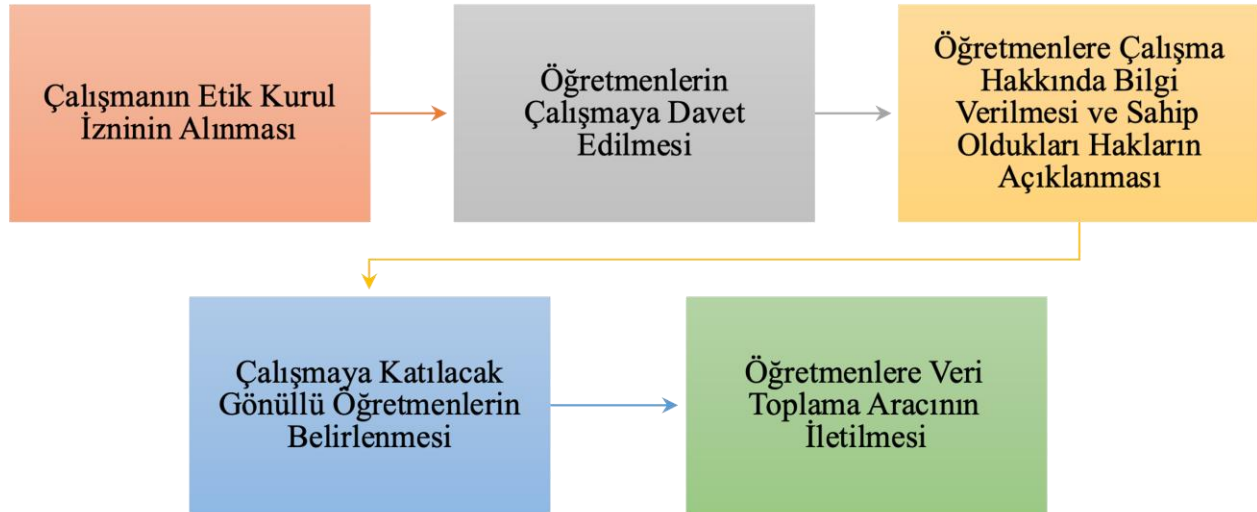 Çalışmanın Etik Kurul
İzninin Alınması
Öğretmenlerin
Çalışmaya Davet
Edilmesi
Öğretmenlere Çalışma
Hakkında Bilgi
Verilmesi ve Sahip
Oldukları Hakların
Açıklanması
Çalışmaya Katılacak
Gönüllü Öğretmenlerin
Belirlenmesi
Öğretmenlere Veri
Toplama Aracının
İletilmesi